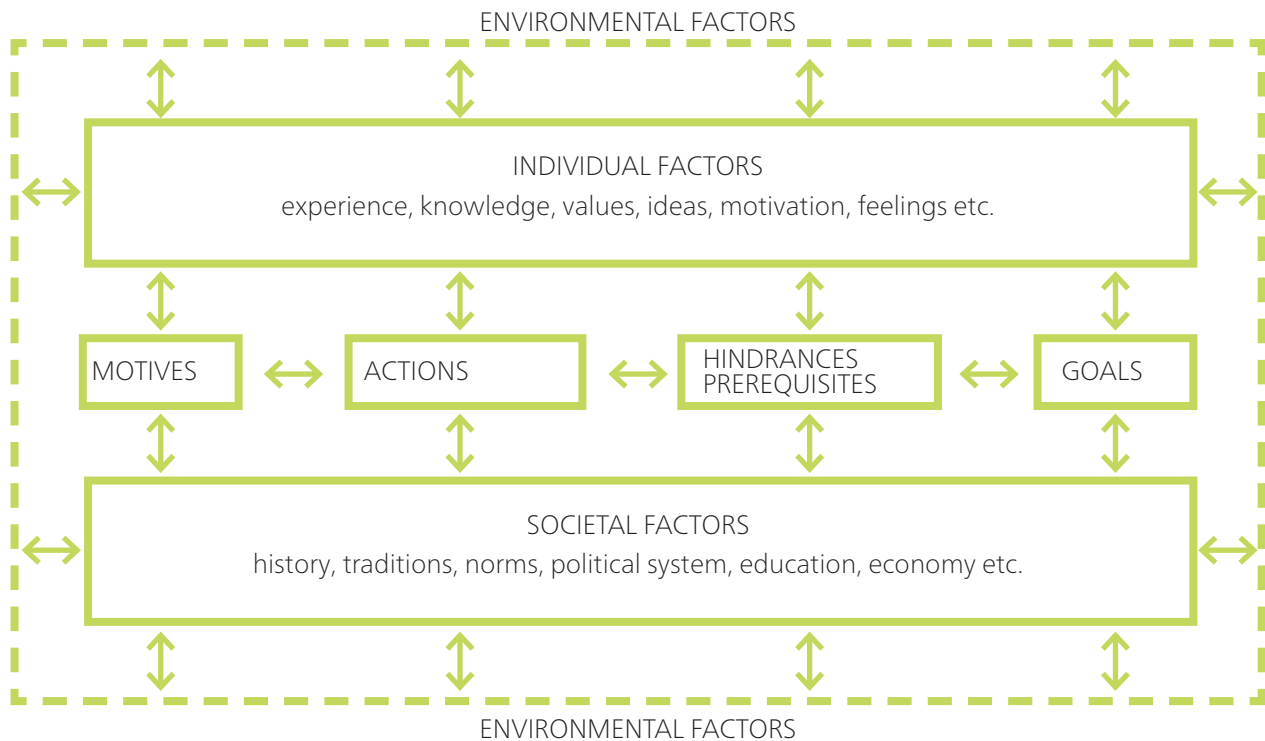 ENVIRONMENTAL FACTORS
INDIVIDUAL FACTORS
experience, knowledge, values, ideas, motivation, feelings etc.
MOTIVES
ACTIONS
HINDRANCES
PREREQUISITES
GOALS
SOCIETAL FACTORS
history, traditions, norms, political system, education, economy etc.
ENVIRONMENTAL FACTORS